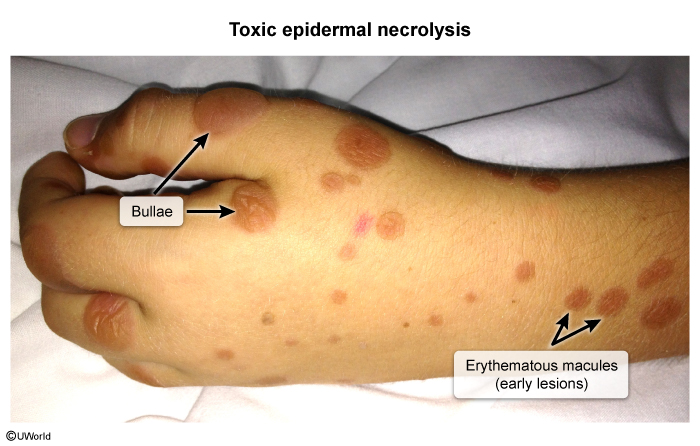 Toxic epidermal necrolysis
Bullae
Erythematous macules
(early lesions)
©UWorld